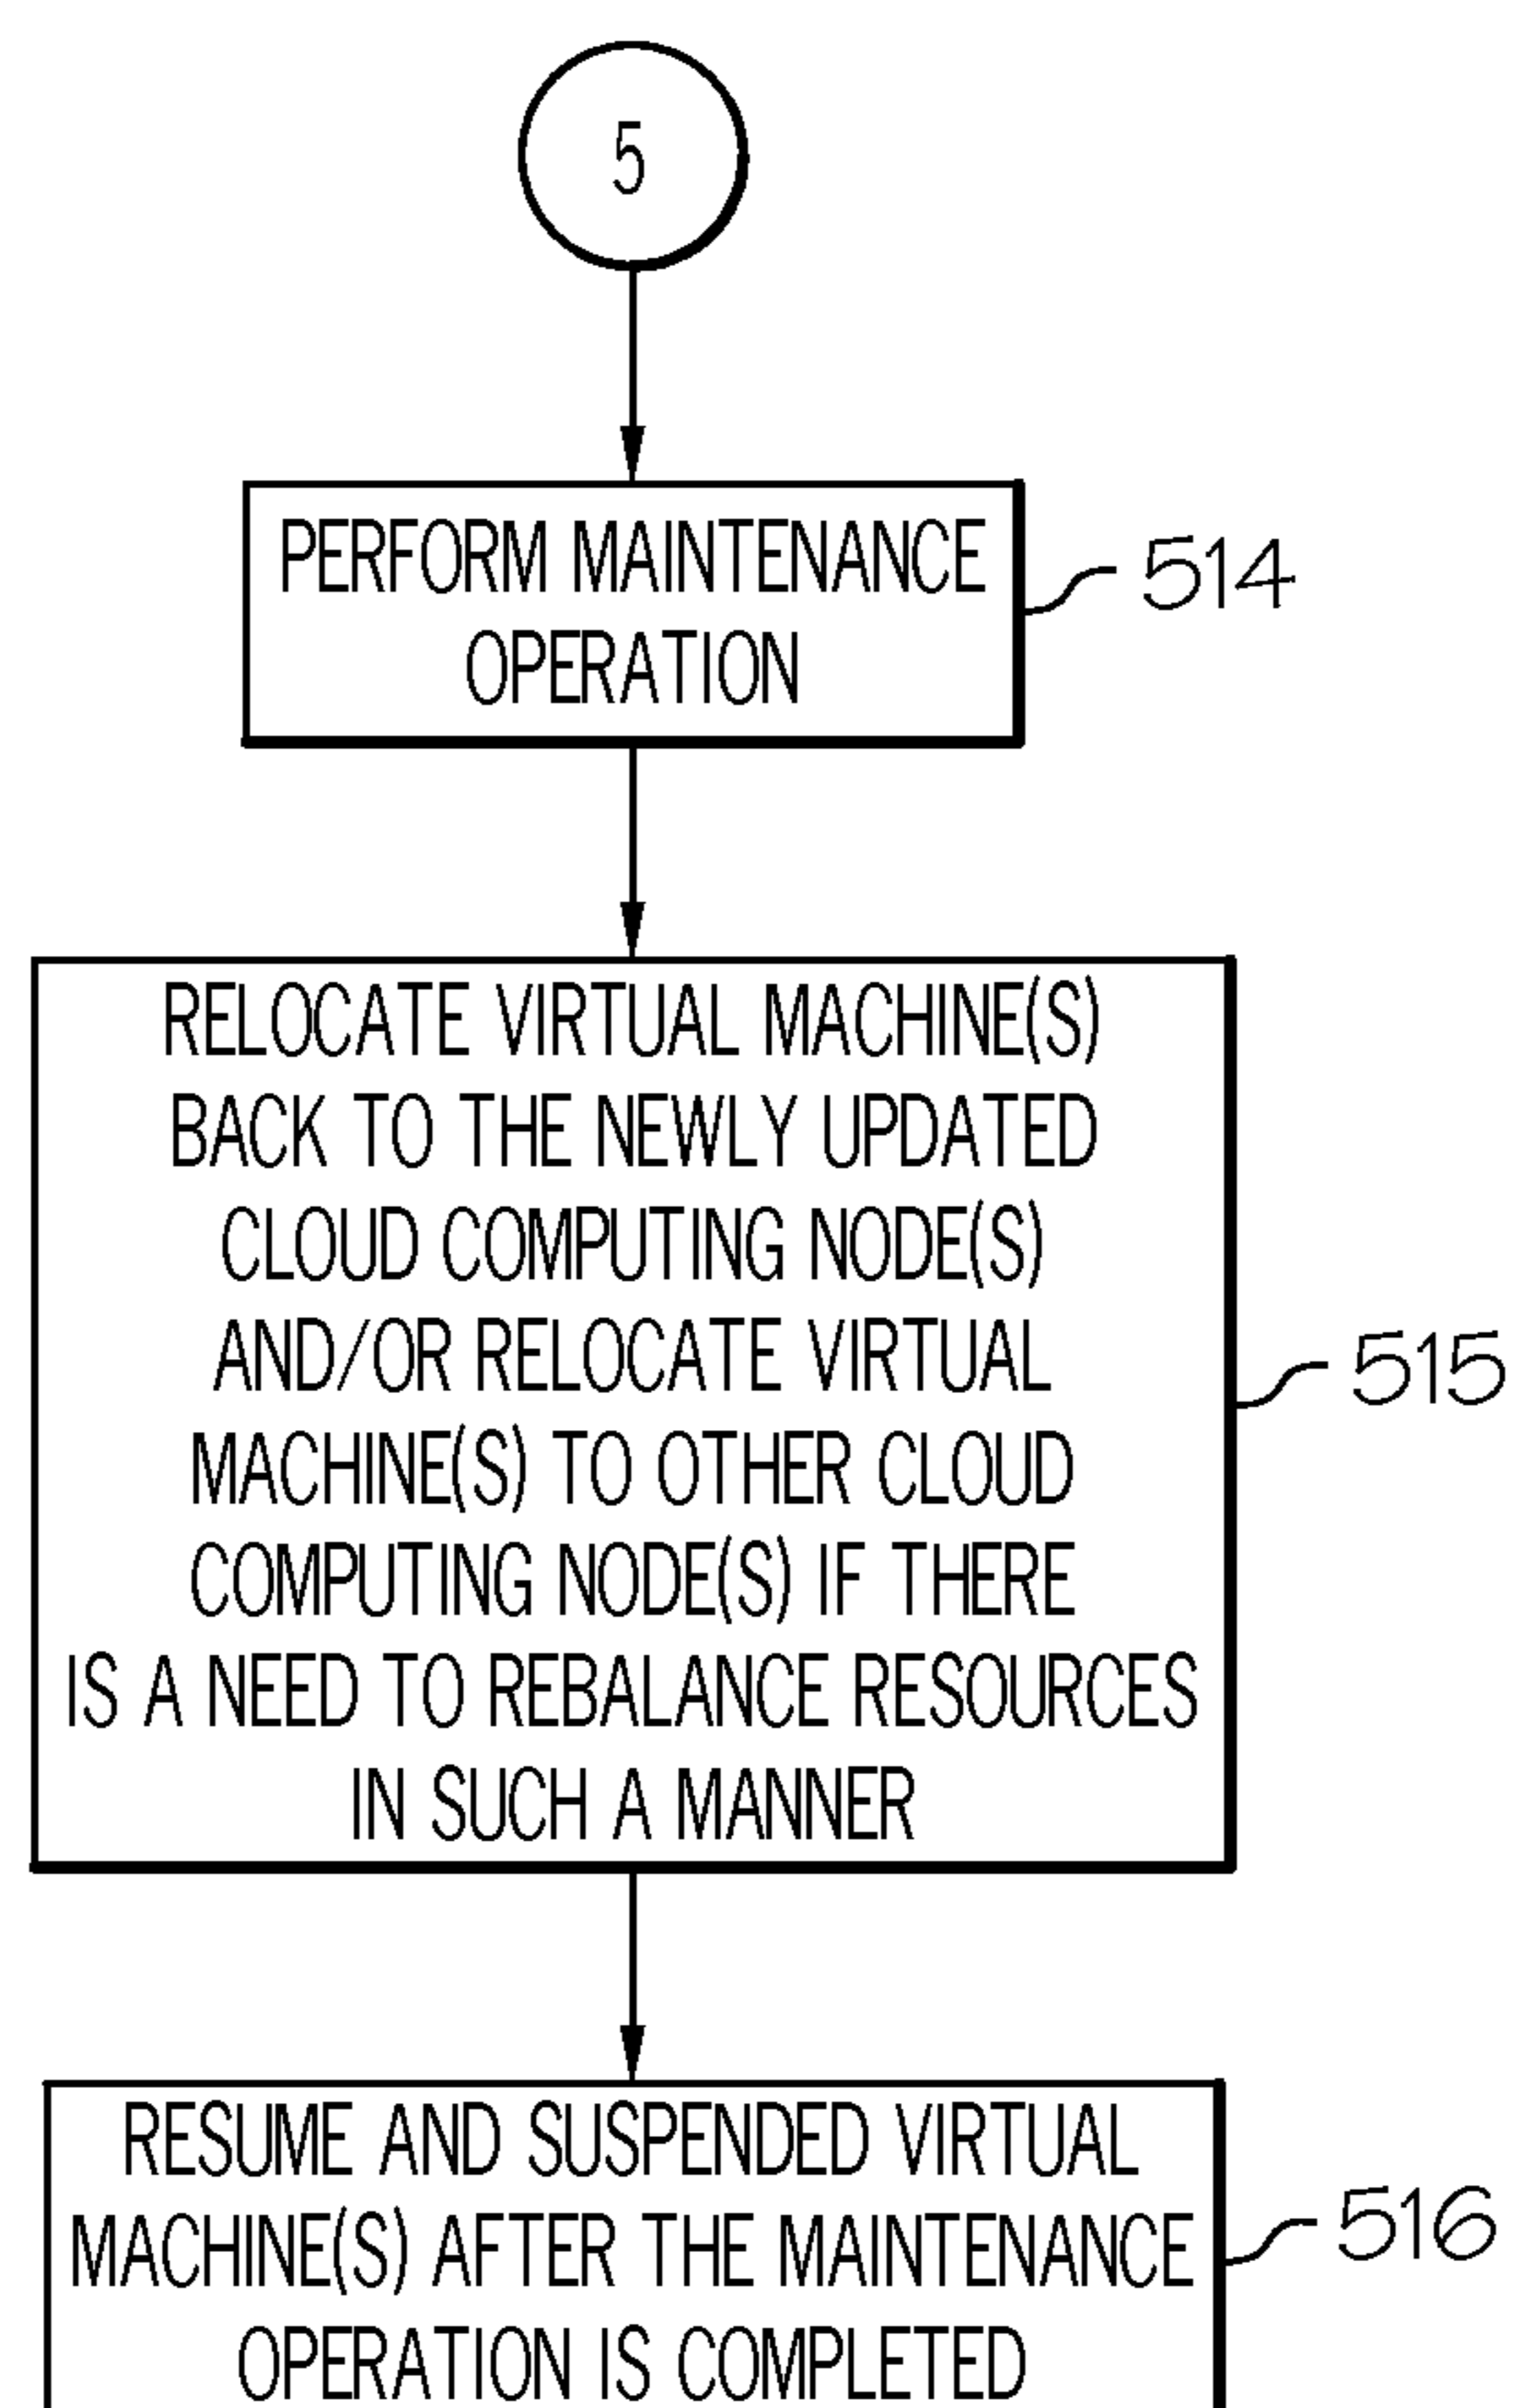 5
PERFORM MAINTENANCE
OPERATION
514
RELOCATE VIRTUAL MACHINE(S)
BACK TO THE NEWLY UPDATED
CLOUD COMPUTING NODE(S)
AND/OR RELOCATE VIRTUAL
MACHINE(S) TO OTHER CLOUD
COMPUTING NODE(S) IF THERE
IS A NEED TO REBALANCE RESOURCES
IN SUCH A MANNER
515
RESUME AND SUSPENDED VIRTUAL
MACHINE(S) AFTER THE MAINTENANCE
OPERATION IS COMPLETED
516